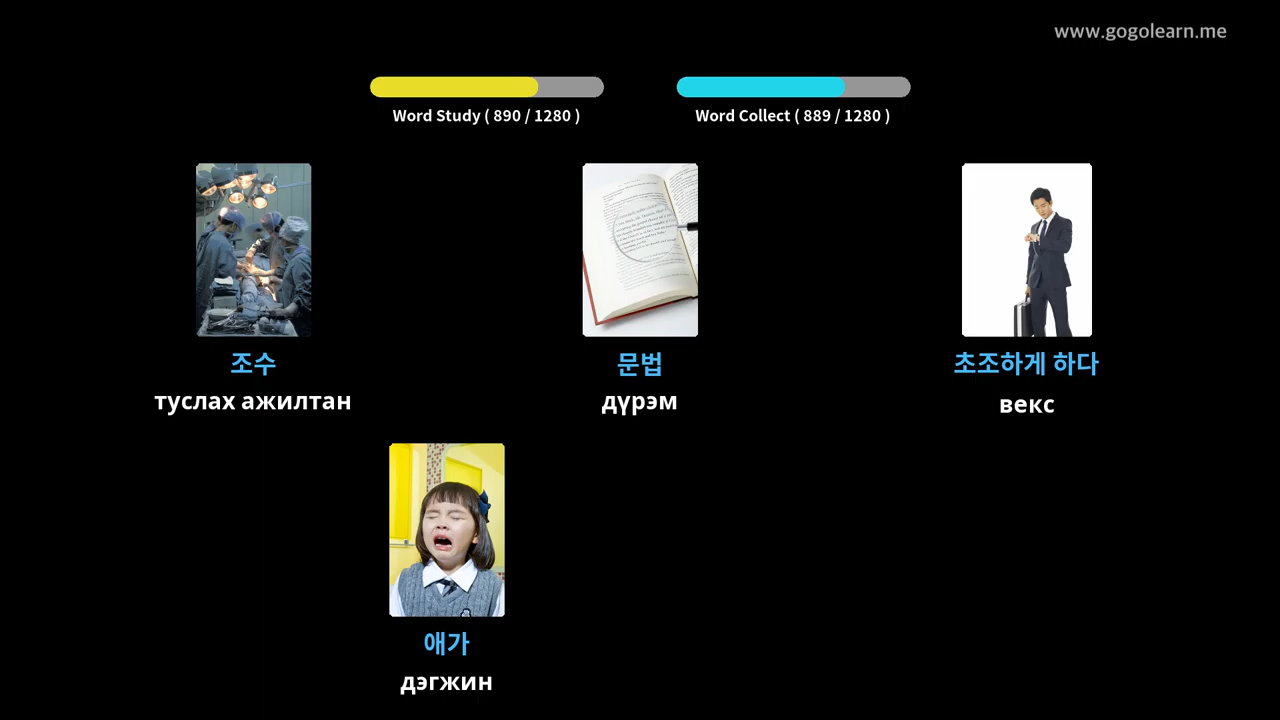 www.gogolearn.me
Word Study ( 890 / 1280 )
Word Collect ( 889 / 1280 )
조수
туслах ажилтан
문법
дүрэм
초조하게 하다
векс
애가
дэгжин